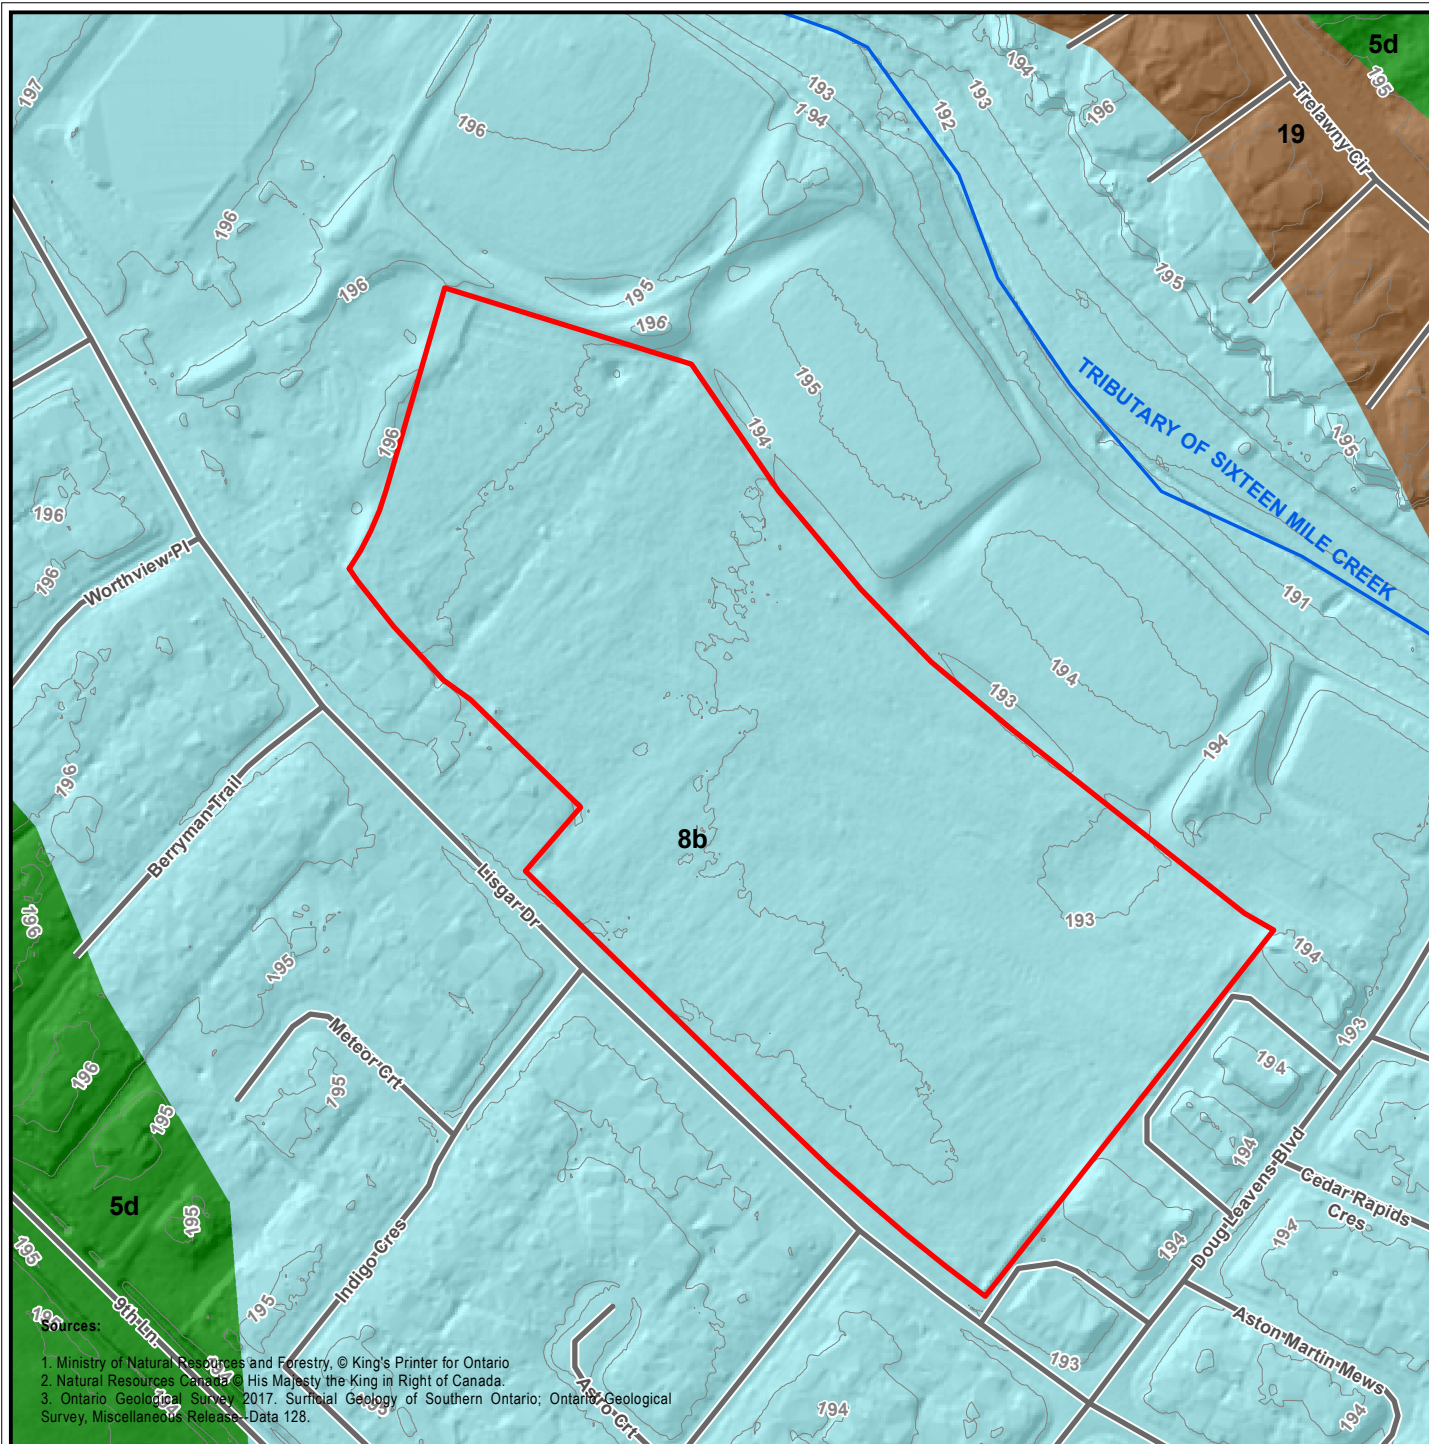 5d
197
193
194
194
193
195
192
196
196
196
19
Trelawny Cir
196
196
195
195
196
195
TRIBUTARY OF SIXTEEN MILE CREEK
194
196
195
196
Worthview Pl
196
191
194
193
194
196
Berryman Trail
8b
Lisgar Dr
193
196
194
195
193
Meteor Crt
194
196
195
195
194
Doug Leavens Blvd
Cedar Rapids
Cres
5d
195
194
194
195
Indigo Cres
195
9th Ln.
195
Sources:
1. Ministry of Natural Resources and Forestry, © King's Printer for Ontario
2. Natural Resources Canada © His Majesty the King in Right of Canada.
3. Ontario Geological Survey 2017. Surficial Geology of Southern Ontario; Ontario Geological
Survey, Miscellaneous Release--Data 128.
193
Aston Martin Mews
194
195
Astro Crt
194
194